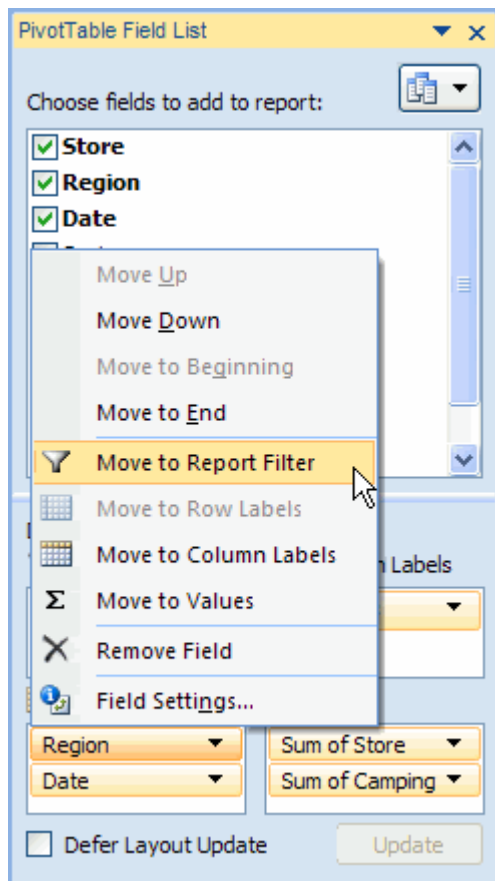 PivotTable Field List
Choose fields to add to report:
Store
Region
Date
Move Up
Move Down
Move to Beginning
Move to End
Move to Report Filter
Move to Row Labels
Move to Column Labels
Labels
Move to Values
Remove Field
Field Settings...
Region
Sum of Store
Date
Sum of Camping
Defer Layout Update
Update